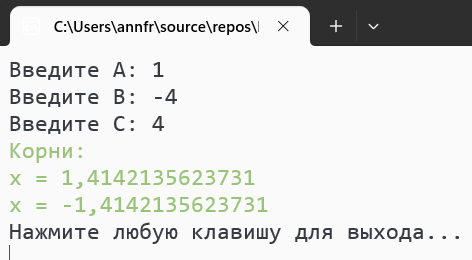 C:\Users\annfr\source\repos\
Введите A: 1
Введите B: -4
Введите C: 4
Корни:
x = 1,4142135623731
x = -1,4142135623731
Нажмите любую клавишу для выхода...